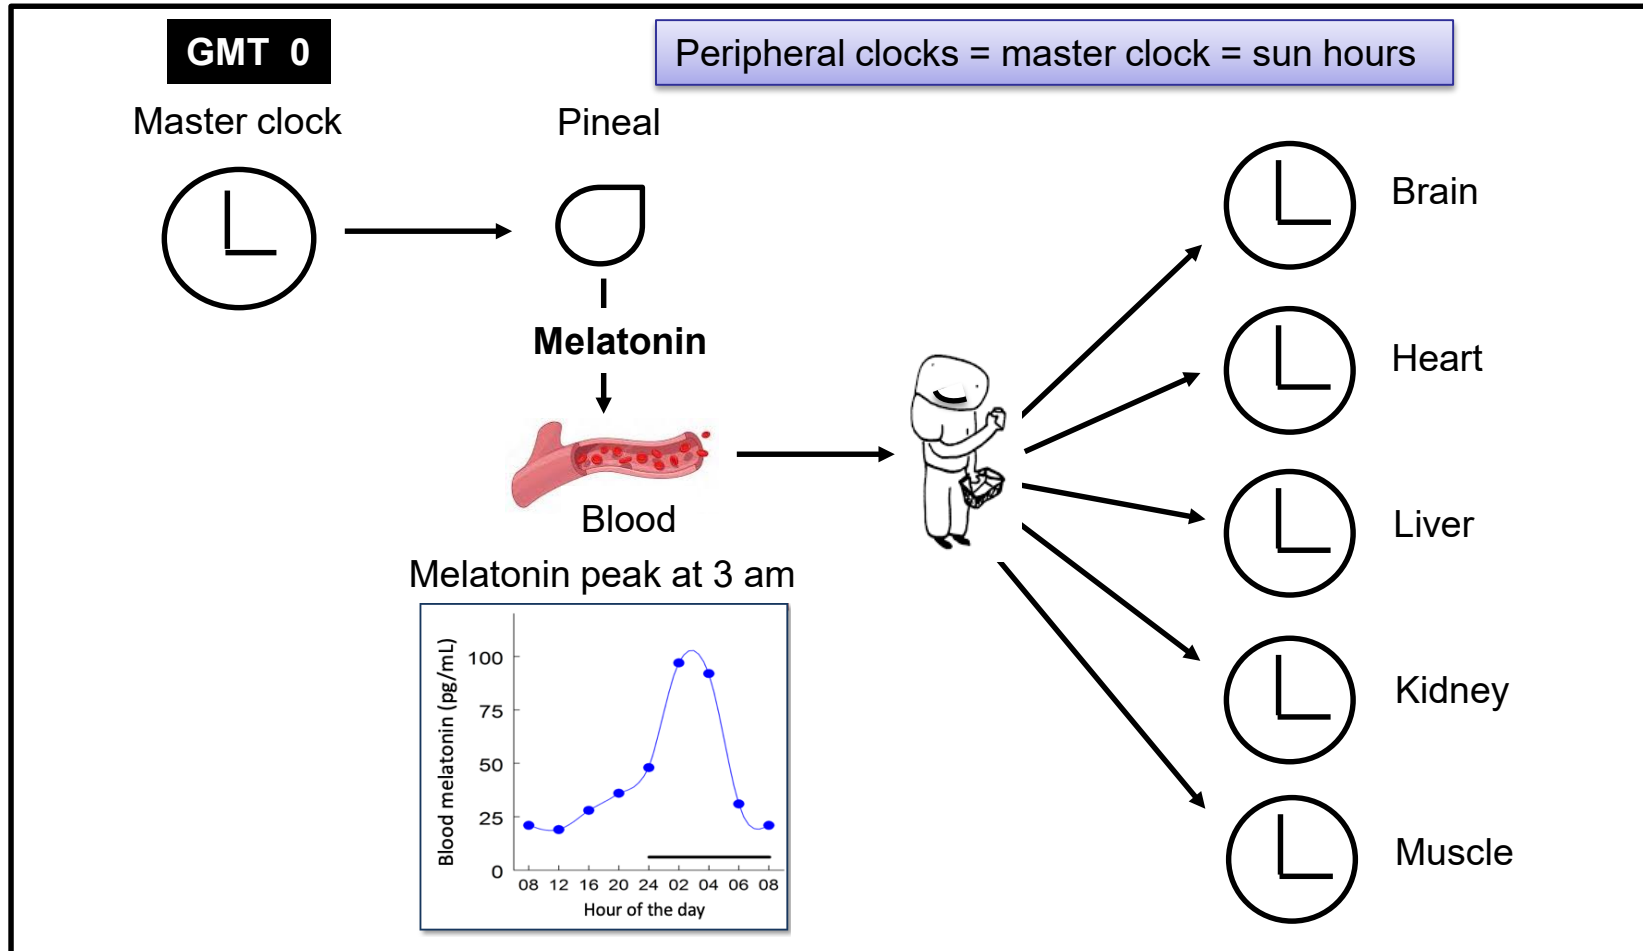 GMT 0
Peripheral clocks = master clock = sun hours
Master clock
Pineal
Brain
Melatonin
Heart
Blood
Liver
Melatonin peak at 3 am
Blood melatonin (pg/mL)
100
75
50
25
0
08 12 16 20 24 02 04 06 08
Hour of the day
Kidney
Muscle